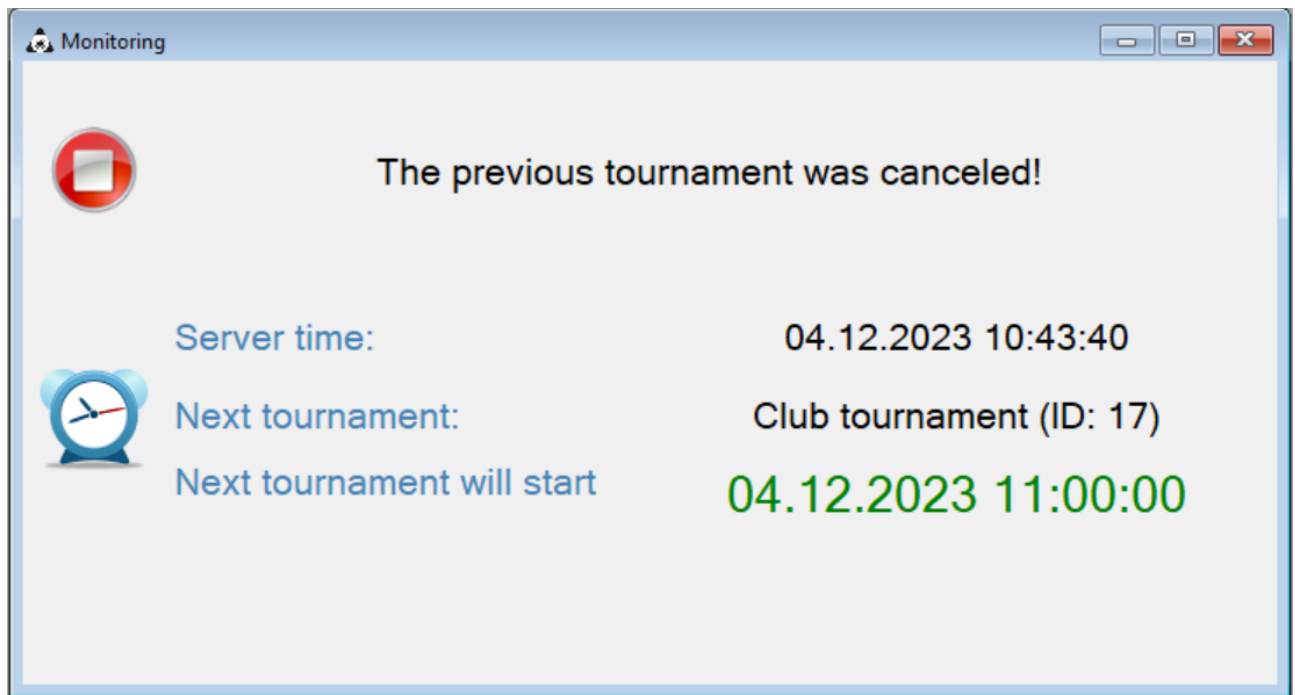 Monitoring
The previous tournament was canceled!
Server time: 04.12.2023 10:43:40
Next tournament: Club tournament (ID: 17)
Next tournament will start 04.12.2023 11:00:00